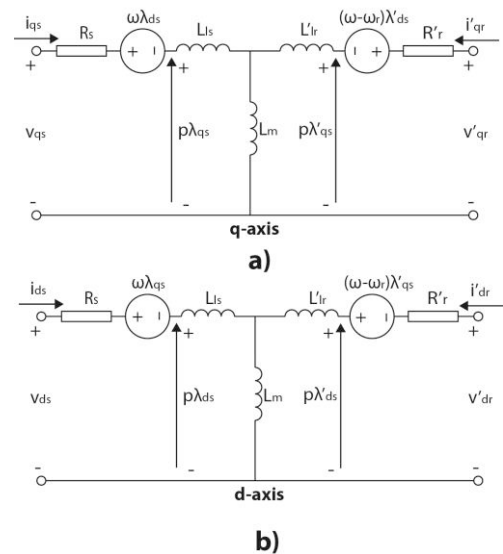 iqs Rs ωλds Lls L'lr (ω-ωr)λ'ds R'r i'qr
+ + - + + + - +
vqs pλqs Lm pλ'qs v'qr
- - - -
q-axis
a)
ids Rs ωλqs Lls L'lr (ω-ωr)λ'qs R'r i'dr
+ + - + + + - +
vds pλds Lm pλ'ds v'dr
- - - -
d-axis
b)